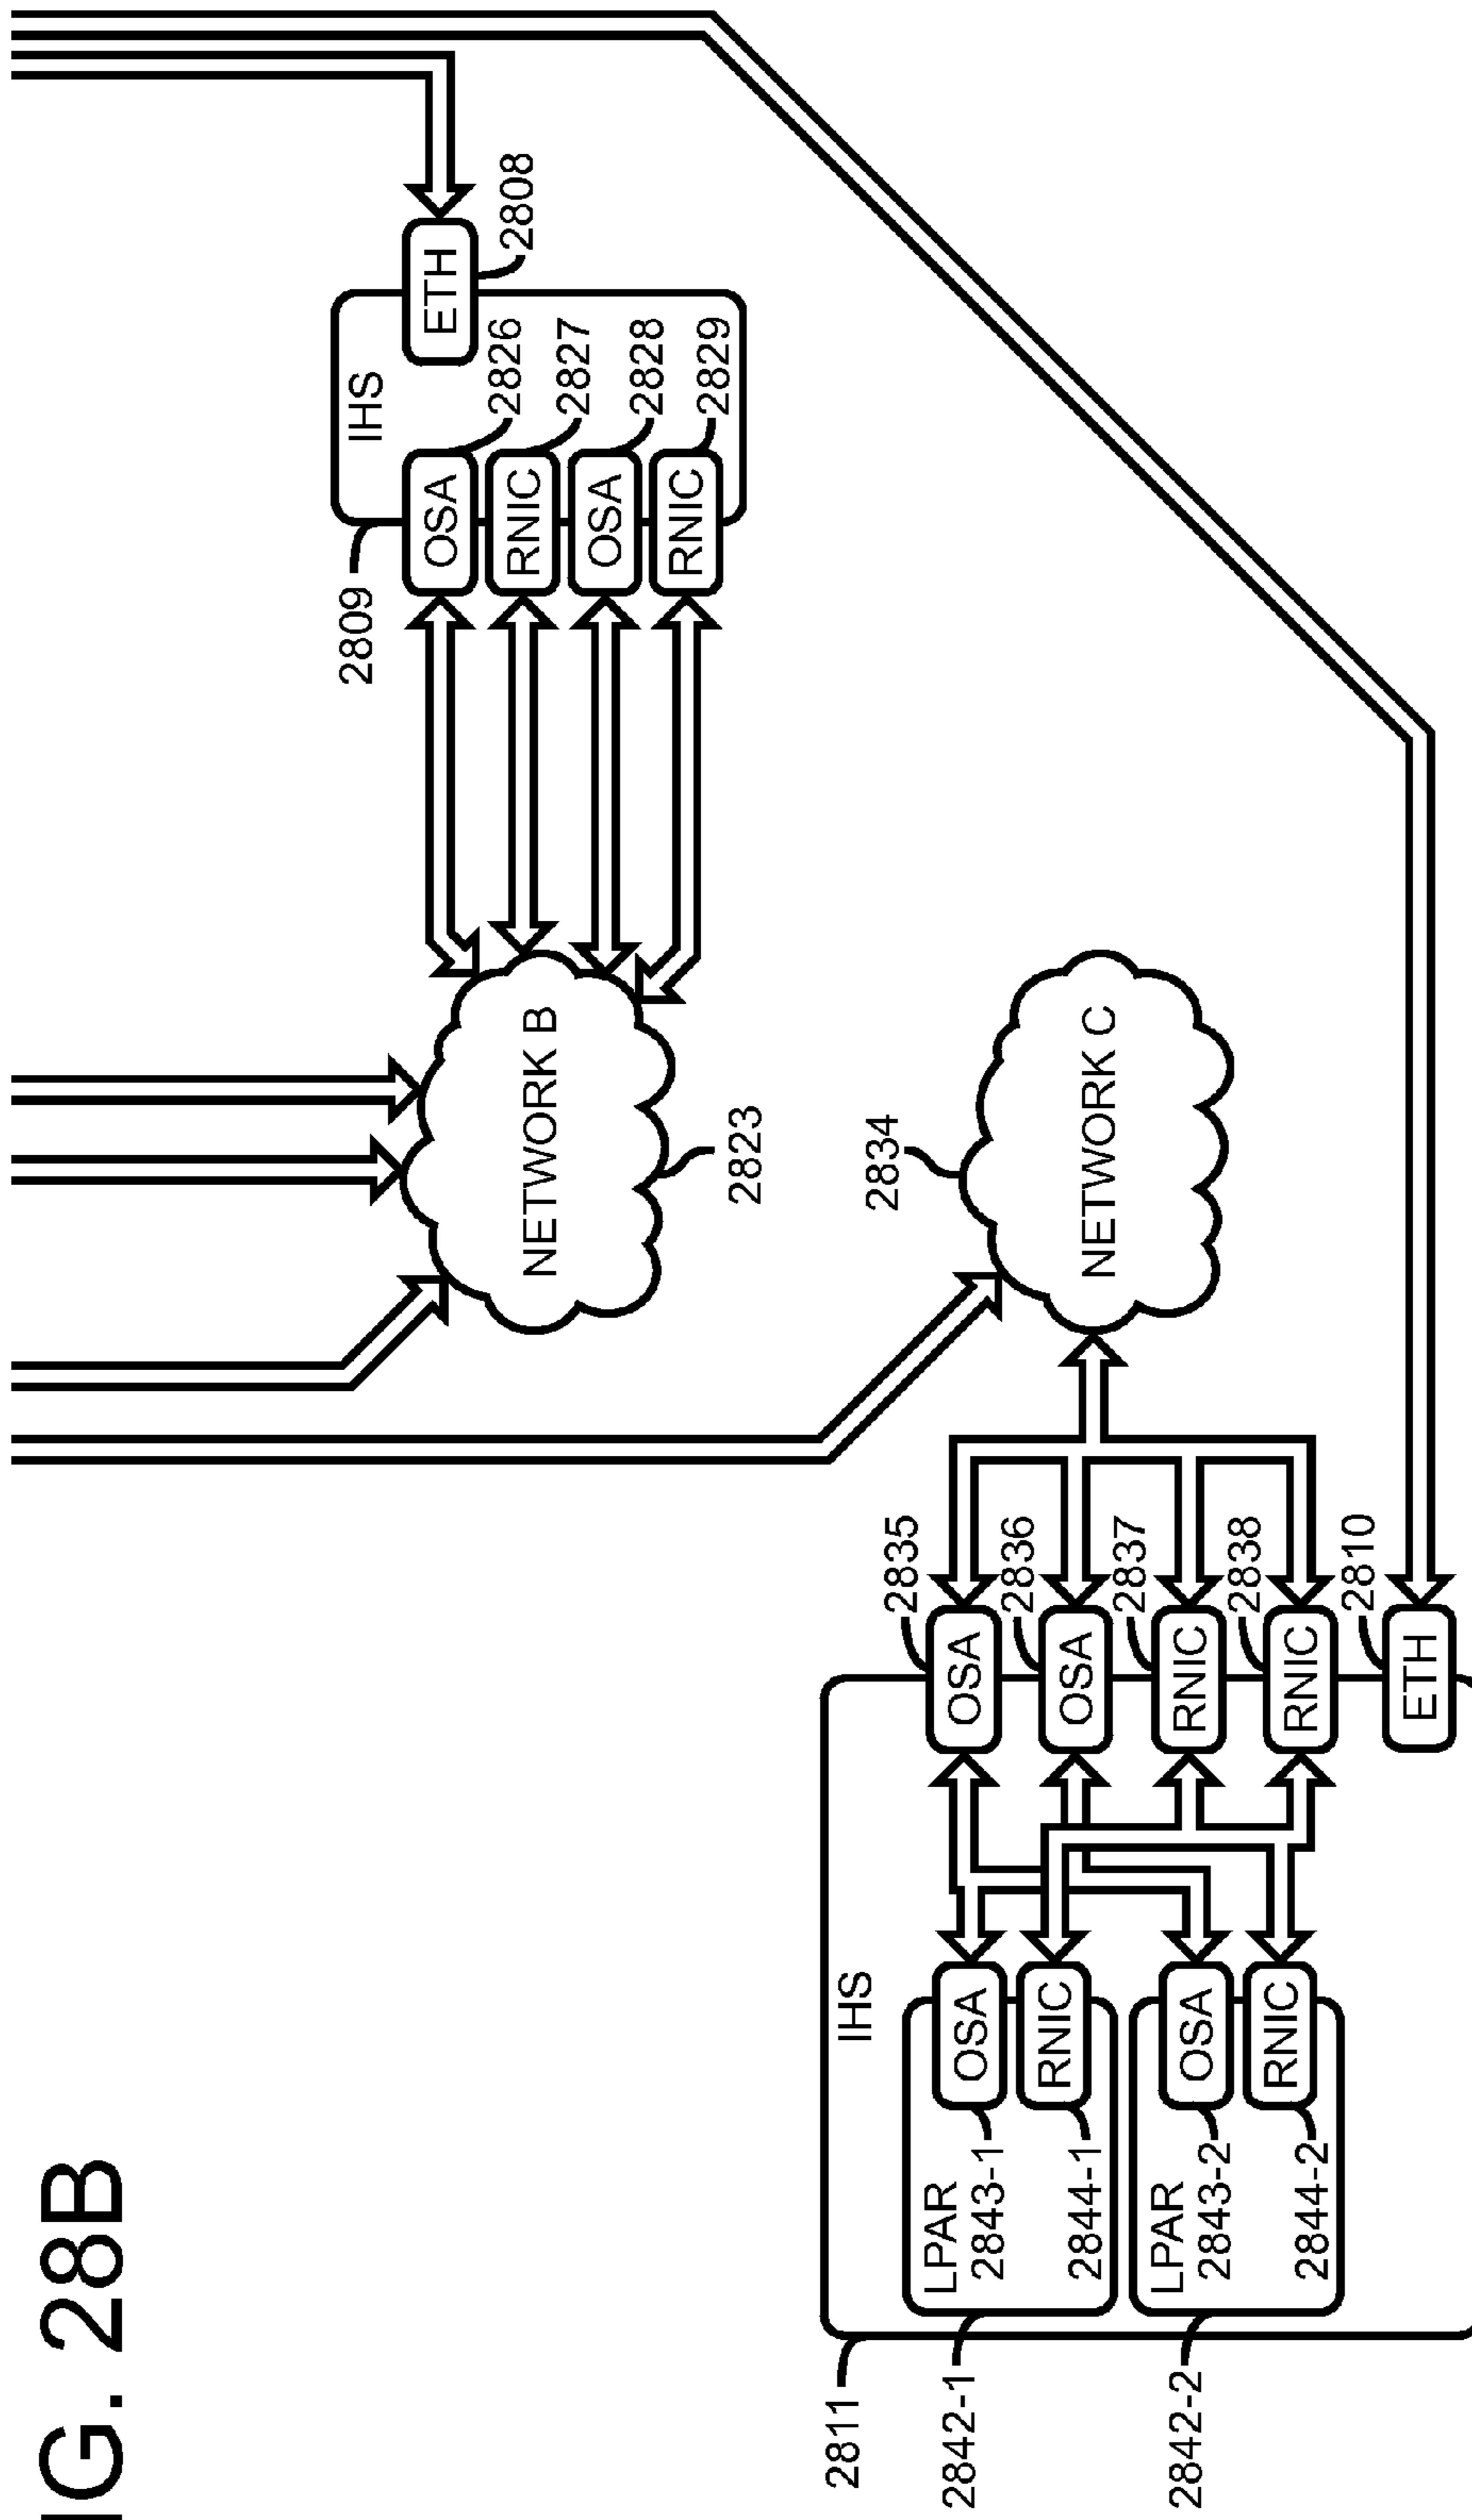 IG. 28B
2809
IHS
ETH
2808
OSA
2826
RNIC
2827
OSA
2828
RNIC
2829
NETWORK B
2823
2834
NETWORK C
2811
IHS
2842-1
LPAR
2843-1
OSA
2844-1
RNIC
2842-2
LPAR
2843-2
OSA
2844-2
RNIC
OSA
2835
OSA
2836
RNIC
2837
RNIC
2838
ETH
2810